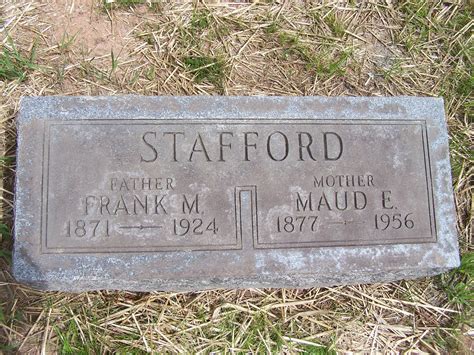 STAFFORD
FATHER
FRANK M.
1871 — 1924
MOTHER
MAUD E.
1877 — 1956